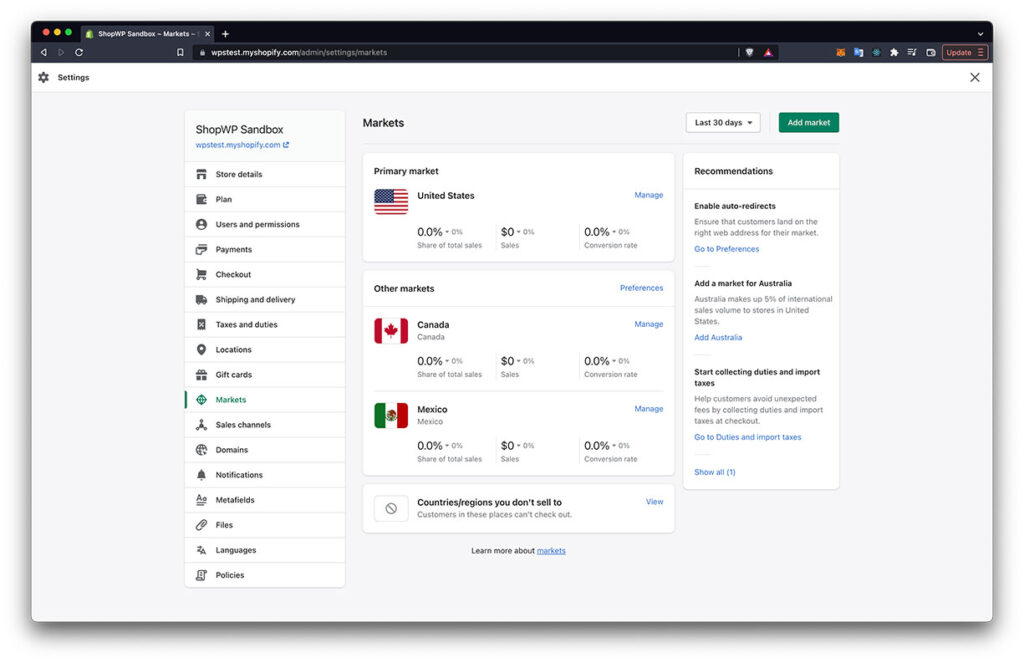 ShopWP Sandbox ~ Markets ~
wpstest.myshopify.com/admin/settings/markets
Update
Settings
ShopWP Sandbox
wpstest.myshopify.com
Store details
Plan
Users and permissions
Payments
Checkout
Shipping and delivery
Taxes and duties
Locations
Gift cards
Markets
Sales channels
Domains
Notifications
Metafields
Files
Languages
Policies
Markets
Last 30 days
Add market
Primary market
United States
Manage
0.0% 0% $0 0% 0.0% 0%
Share of total sales Sales Conversion rate
Other markets
Preferences
Canada
Manage
Canada
0.0% 0% $0 0% 0.0% 0%
Share of total sales Sales Conversion rate
Mexico
Manage
Mexico
0.0% 0% $0 0% 0.0% 0%
Share of total sales Sales Conversion rate
Countries/regions you don't sell to
View
Customers in these places can't check out.
Learn more about markets
Recommendations
Enable auto-redirects
Ensure that customers land on the
right web address for their market.
Go to Preferences
Add a market for Australia
Australia makes up 5% of international
sales volume to stores in United
States.
Add Australia
Start collecting duties and import
taxes
Help customers avoid unexpected
fees by collecting duties and import
taxes at checkout.
Go to Duties and import taxes
Show all (1)